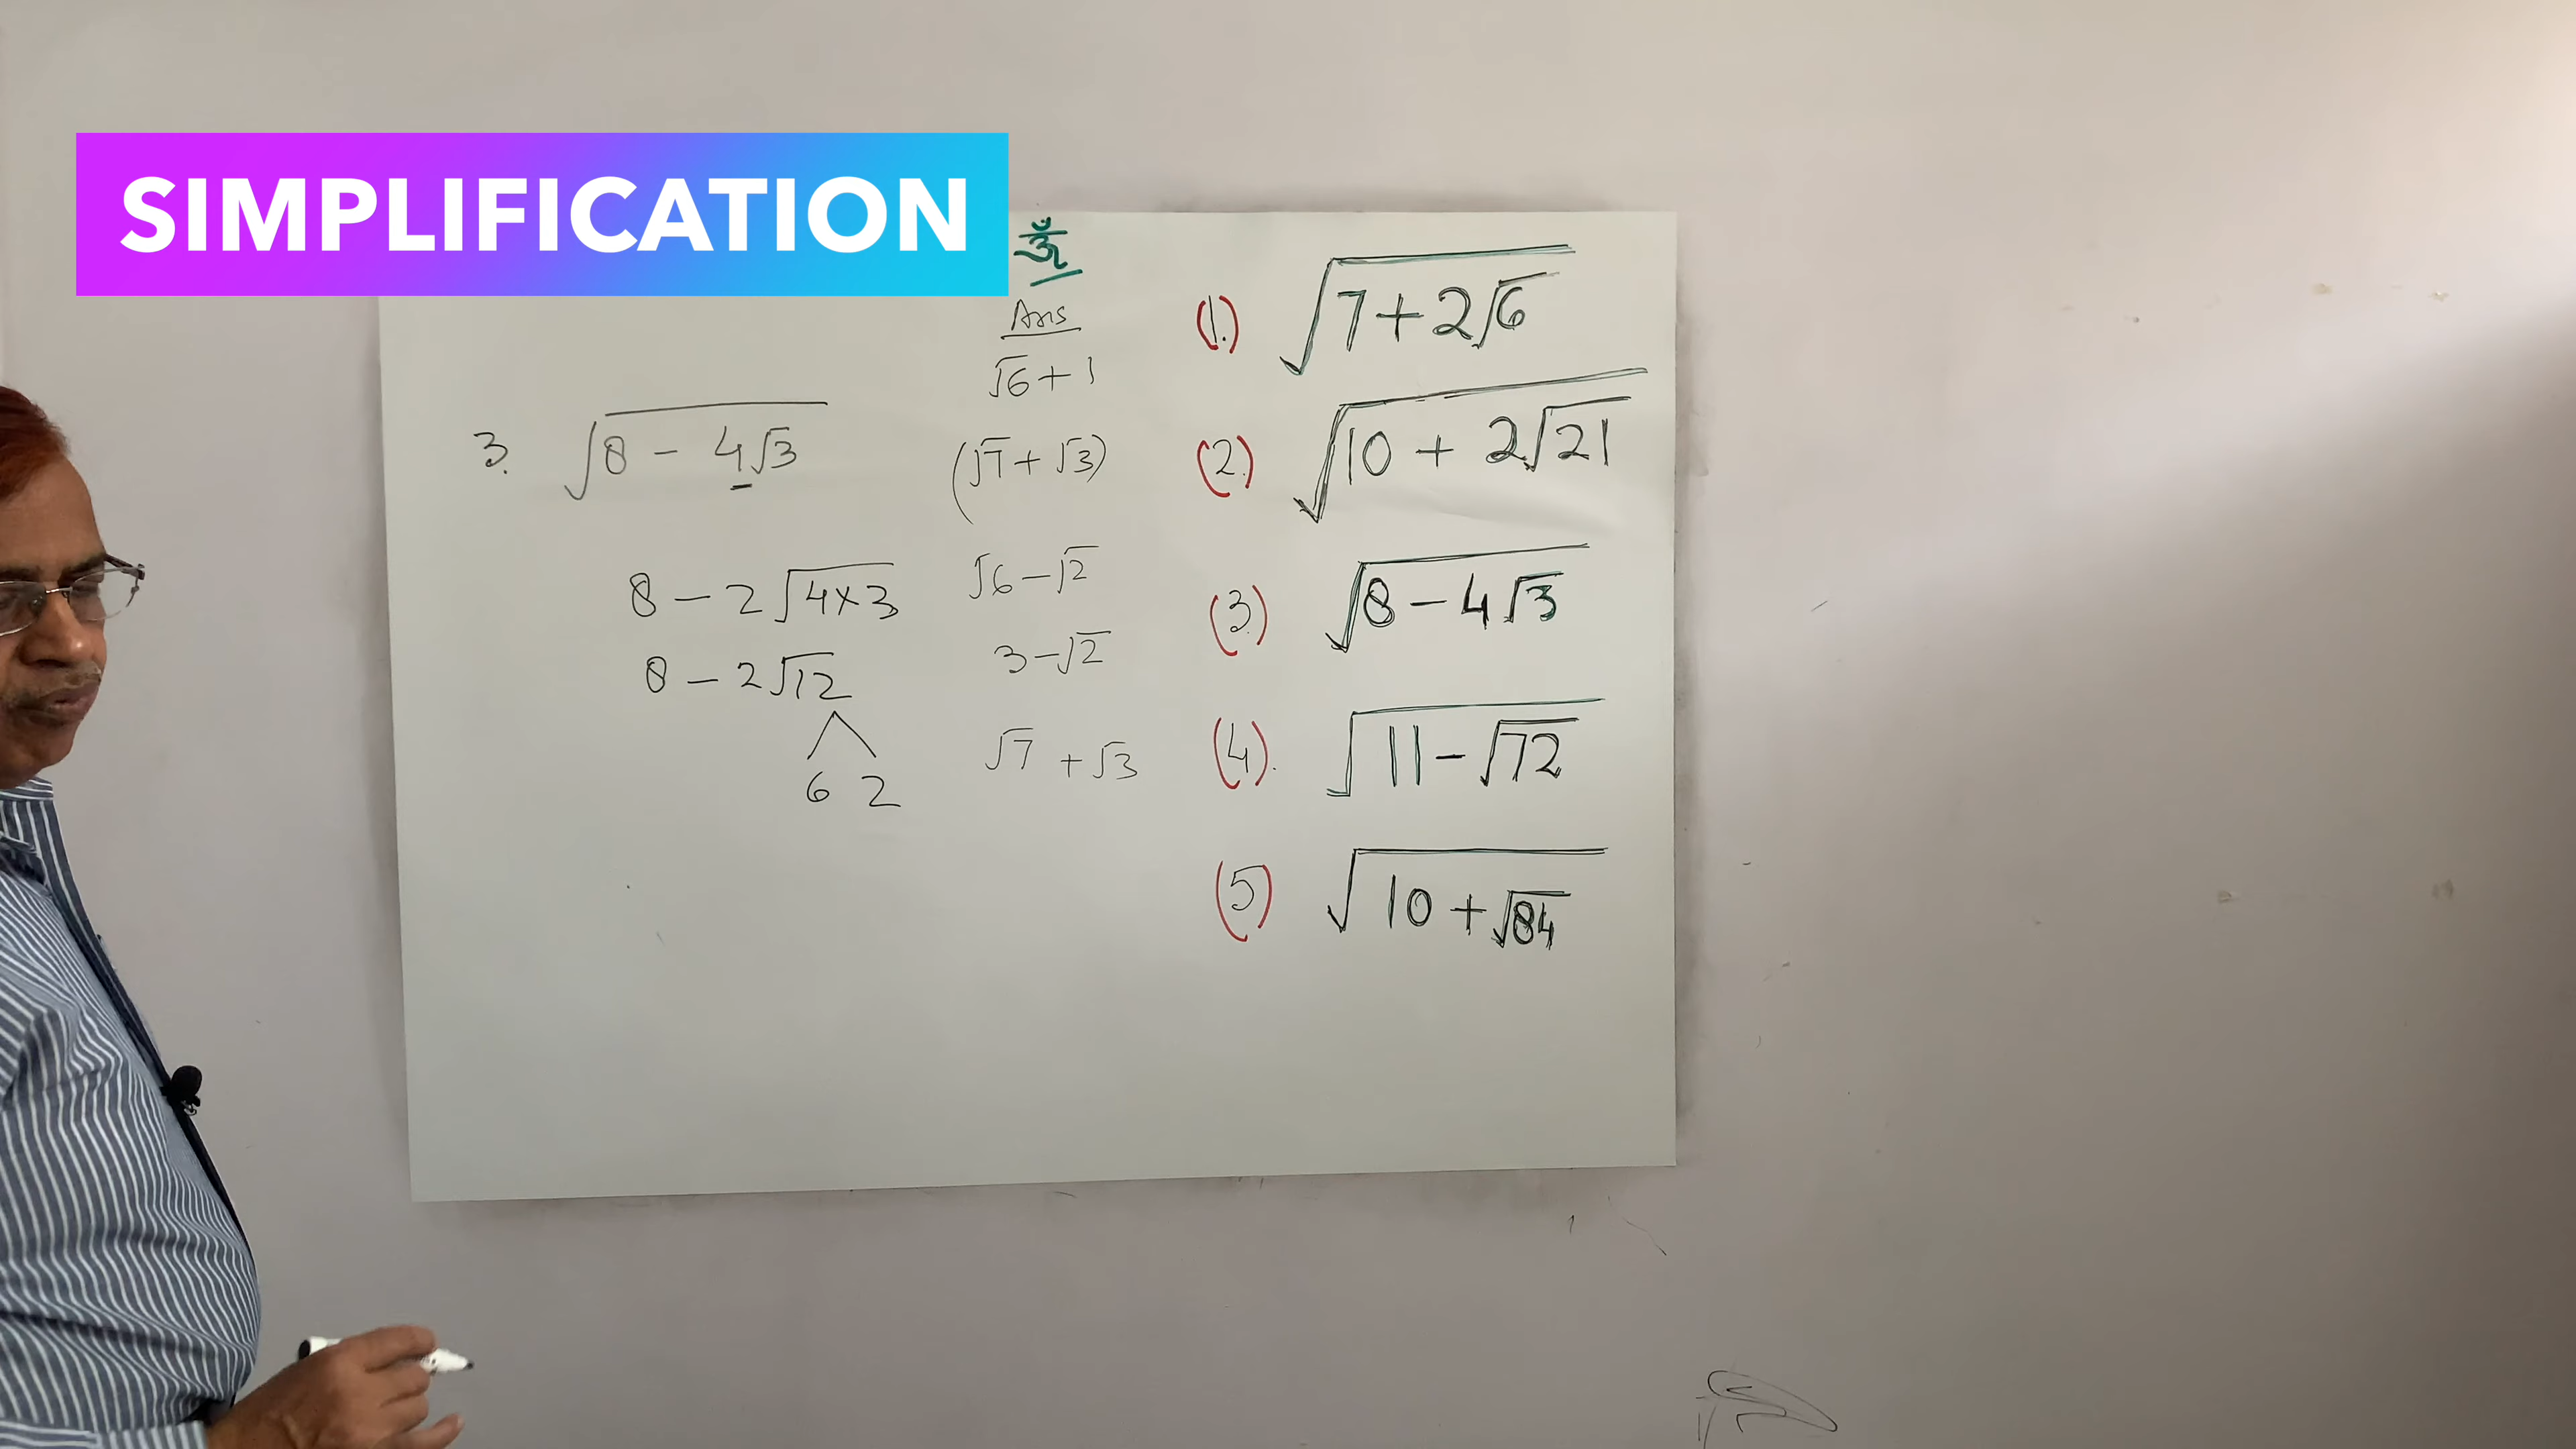 SIMPLIFICATION
ॐ
Ans
√6 + 1
(√7 + √3)
√6 − √2
3 − √2
√7 + √3
3. √(8 − 4√3)
8 − 2√(4×3)
8 − 2√12
6 2
(1.) √(7 + 2√6)
(2.) √(10 + 2√21)
(3.) √(8 − 4√3)
(4). √(11 − √72)
(5) √(10 + √84)